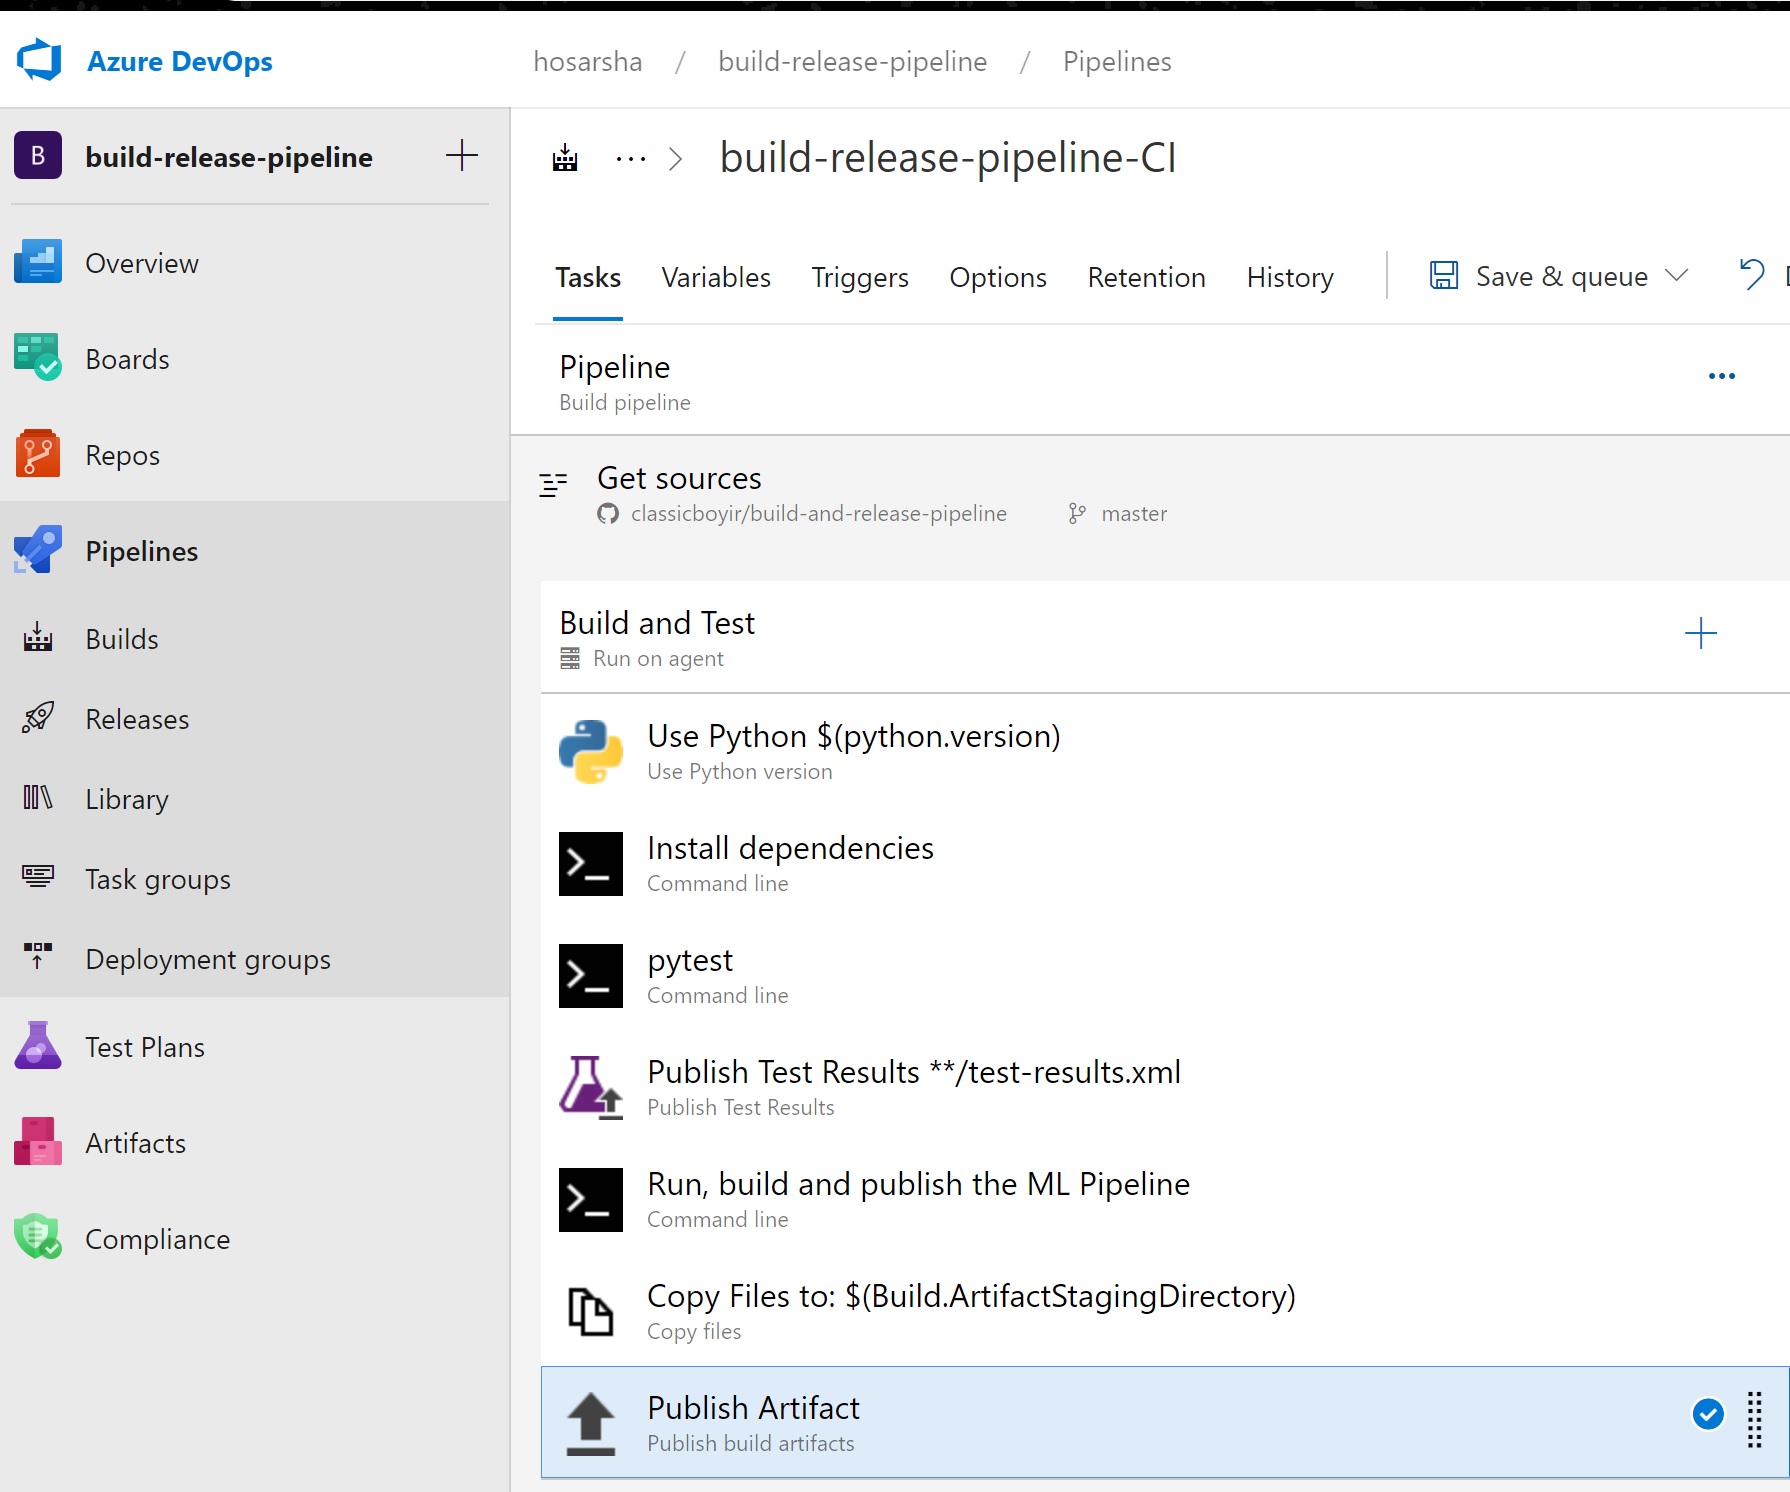 Azure DevOps
hosarsha / build-release-pipeline / Pipelines
B build-release-pipeline
Overview
Boards
Repos
Pipelines
Builds
Releases
Library
Task groups
Deployment groups
Test Plans
Artifacts
Compliance
... > build-release-pipeline-CI
Tasks Variables Triggers Options Retention History Save & queue
Pipeline
Build pipeline
Get sources
classicboyir/build-and-release-pipeline master
Build and Test
Run on agent
Use Python $(python.version)
Use Python version
Install dependencies
Command line
pytest
Command line
Publish Test Results **/test-results.xml
Publish Test Results
Run, build and publish the ML Pipeline
Command line
Copy Files to: $(Build.ArtifactStagingDirectory)
Copy files
Publish Artifact
Publish build artifacts